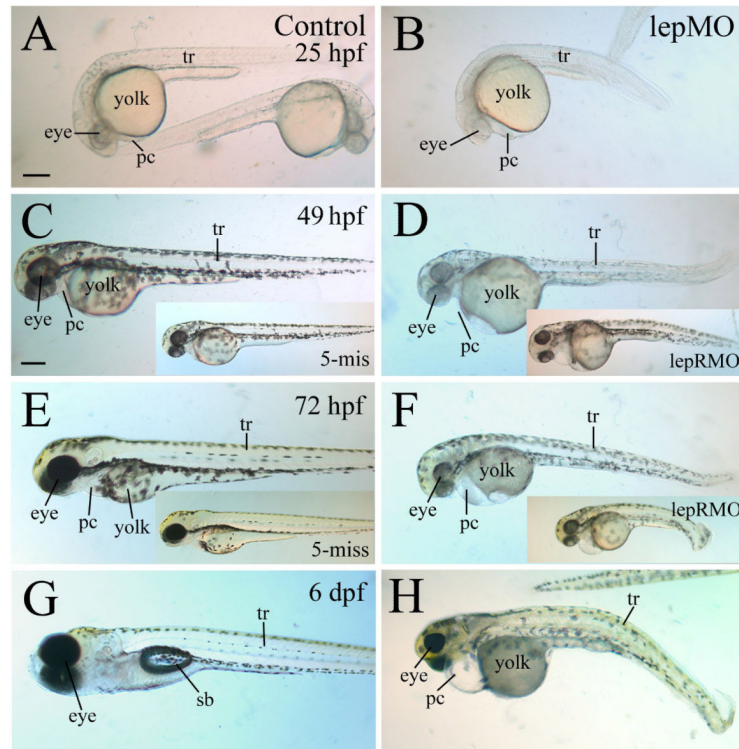 A
Control
25 hpf
tr
yolk
eye
pc
B
lepMO
tr
yolk
eye
pc
C
49 hpf
tr
yolk
eye
pc
5-mis
D
tr
yolk
eye
pc
lepRMO
E
72 hpf
tr
eye
pc
yolk
5-miss
F
tr
yolk
eye
pc
lepRMO
G
6 dpf
tr
eye
sb
H
tr
eye
yolk
pc